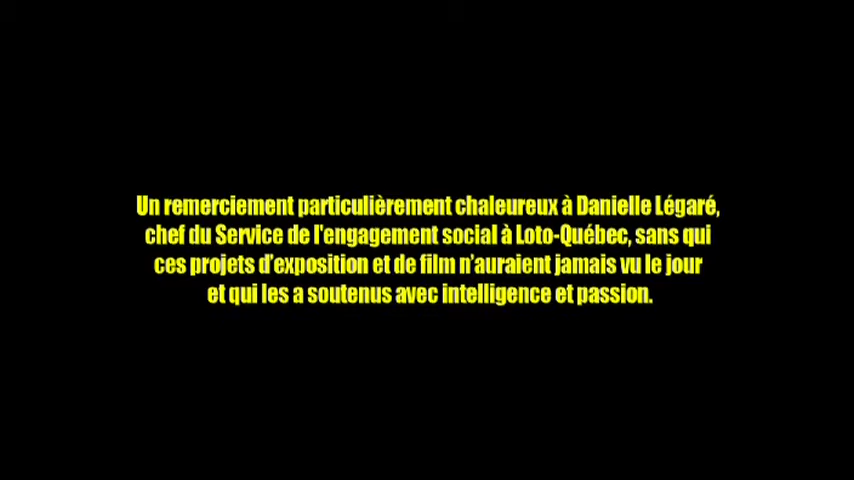 Un remerciement particulièrement chaleureux à Danielle Légaré,
chef du Service de l'engagement social à Loto-Québec, sans qui
ces projets d’exposition et de film n’auraient jamais vu le jour
et qui les a soutenus avec intelligence et passion.